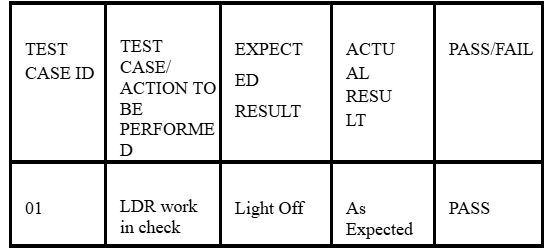 TEST
CASE ID
TEST
CASE/
ACTION TO
BE
PERFORME
D
EXPECT
ED
RESULT
ACTU
AL
RESU
LT
PASS/FAIL
01
LDR work
in check
Light Off
As
Expected
PASS